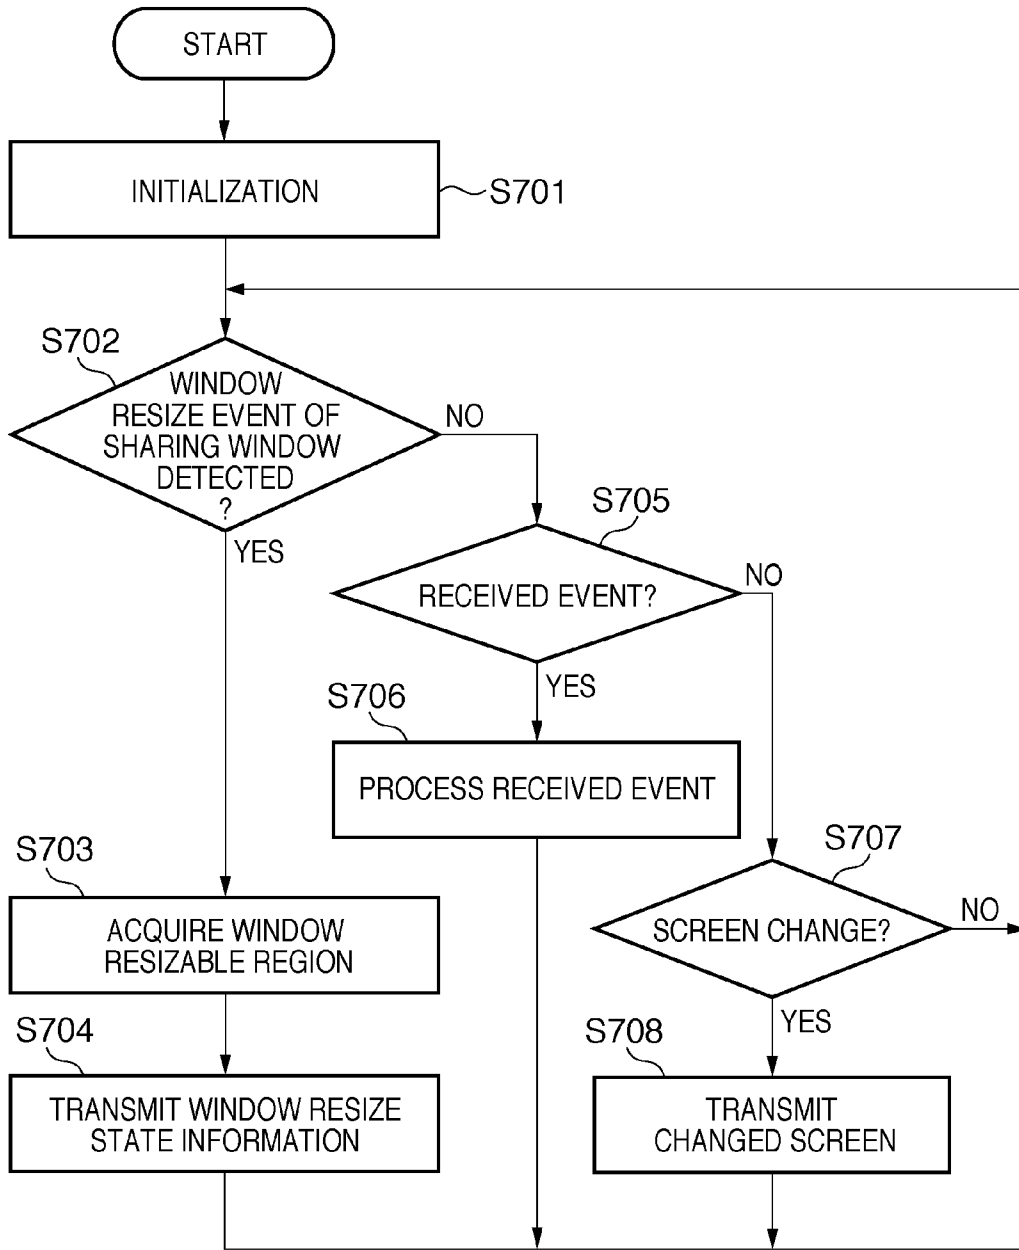 START
INITIALIZATION
S701
S702
WINDOW
RESIZE EVENT OF
SHARING WINDOW
DETECTED
?
NO
YES
S705
RECEIVED EVENT?
NO
YES
S706
PROCESS RECEIVED EVENT
S703
ACQUIRE WINDOW
RESIZABLE REGION
S707
SCREEN CHANGE?
NO
YES
S704
TRANSMIT WINDOW RESIZE
STATE INFORMATION
S708
TRANSMIT
CHANGED SCREEN